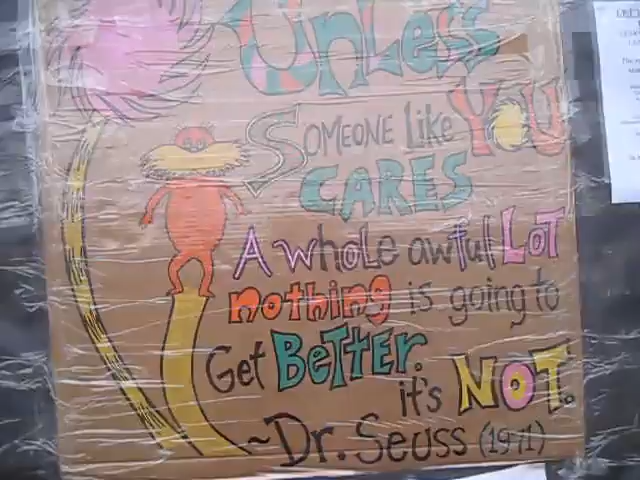 UNLESS
SOMEONE LIKE YOU
CARES
A whole awful LOT
nothing is going to
Get BeTTER.
it's NOT.
~Dr. Seuss (1971)